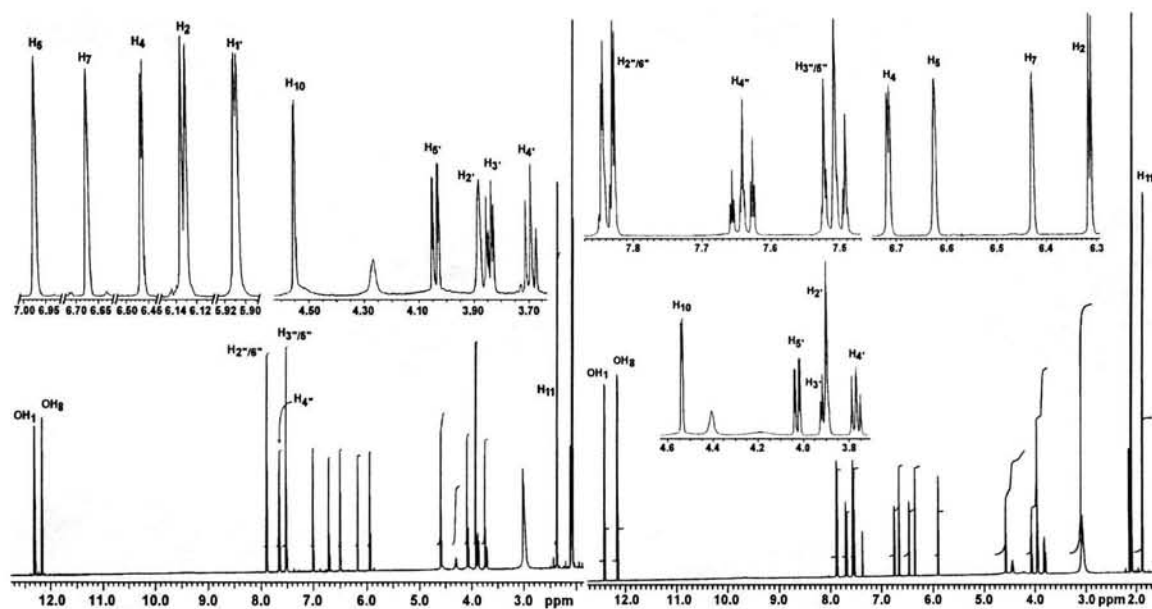 H6 H7 H4 H2 H1' H10 H5' H2' H3' H4'
7.00 6.95 6.70 6.65 6.50 6.45 6.14 6.12 5.92 5.90 4.50 4.30 4.10 3.90 3.70
H2"/6" H3"/5" H4"
OH1 OH8 H11
12.0 11.0 10.0 9.0 8.0 7.0 6.0 5.0 4.0 3.0 ppm
H2"/6" H4" H3"/5" H4 H5 H7 H2 H11
7.8 7.7 7.6 7.5 6.7 6.6 6.5 6.4 6.3
H10 H5' H3' H2' H4'
4.6 4.4 4.2 4.0 3.8
OH1 OH8
12.0 11.0 10.0 9.0 8.0 7.0 6.0 5.0 4.0 3.0 ppm 2.0